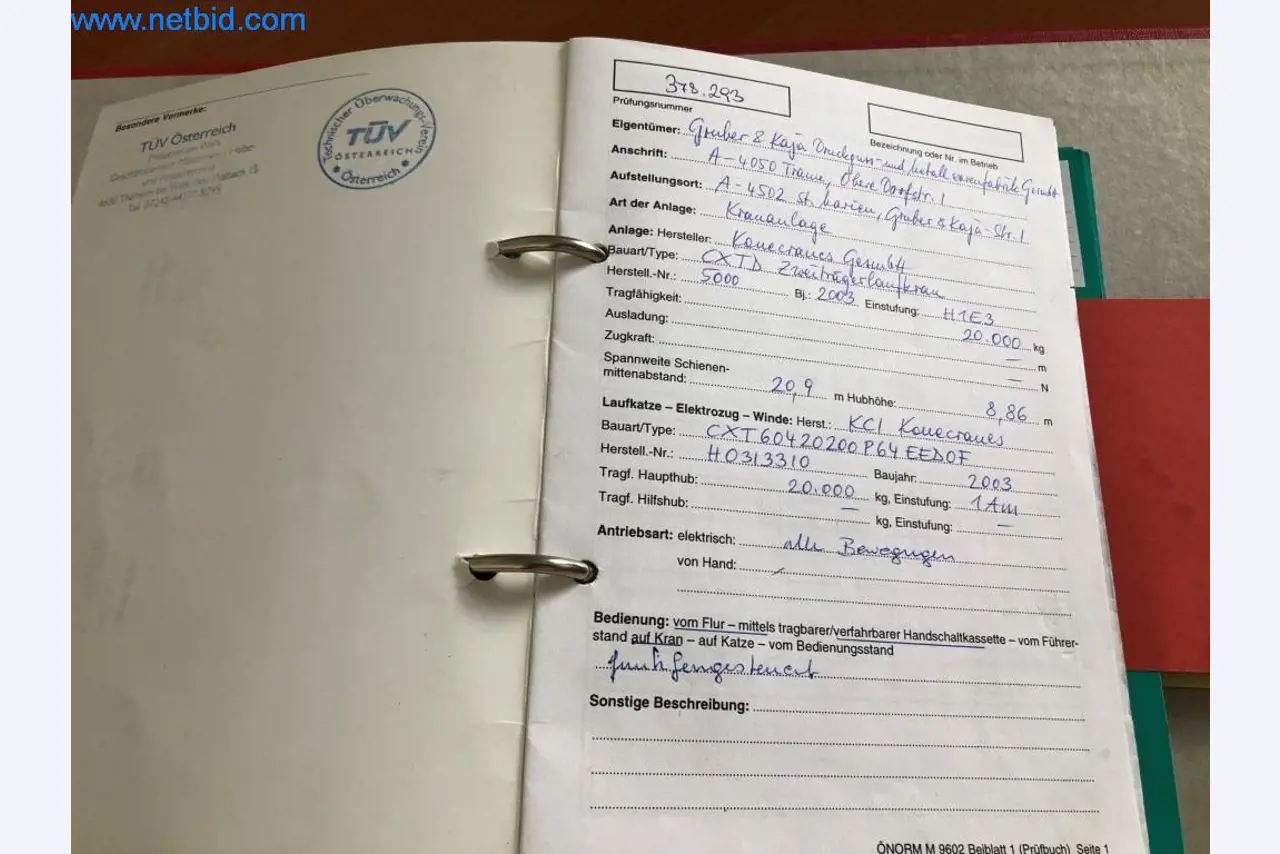 www.netbid.com
Besondere Vermerke:
TÜV Österreich
Technischer Überwachungs-Verein
TÜV
ÖSTERREICH
Österreich
378.293
Prüfungsnummer
Bezeichnung oder Nr. im Betrieb
Eigentümer: Gruber & Kaja Druckguss- und Metallwarenfabrik GesmbH
Anschrift: A-4050 Traun, Obere Dorfstr. 1
Aufstellungsort: A-4502 St. Marien, Gruber & Kaja-Str. 1
Art der Anlage: Krananlage
Anlage: Hersteller: Konecranes GesmbH
Bauart/Type: CXTD Zweiträgerlaufkran
Herstell.-Nr.: 5000 Bj.: 2003 Einstufung: H1E3
Tragfähigkeit: 20.000 kg
Ausladung: — m
Zugkraft: — N
Spannweite Schienen-
mittenabstand: 20,9 m Hubhöhe: 8,86 m
Laufkatze – Elektrozug – Winde: Herst.: KCI Konecranes
Bauart/Type: CXT60420200P64EEDOF
Herstell.-Nr.: H0313310 Baujahr: 2003
Tragf. Haupthub: 20.000 kg, Einstufung: 1Am
Tragf. Hilfshub: — kg, Einstufung: —
Antriebsart: elektrisch: alle Bewegungen
von Hand:
Bedienung: vom Flur – mittels tragbarer/verfahrbarer Handschaltkassette – vom Führer-
stand auf Kran – auf Katze – vom Bedienungsstand
funkferngesteuert
Sonstige Beschreibung:
ÖNORM M 9602 Beiblatt 1 (Prüfbuch) Seite 1